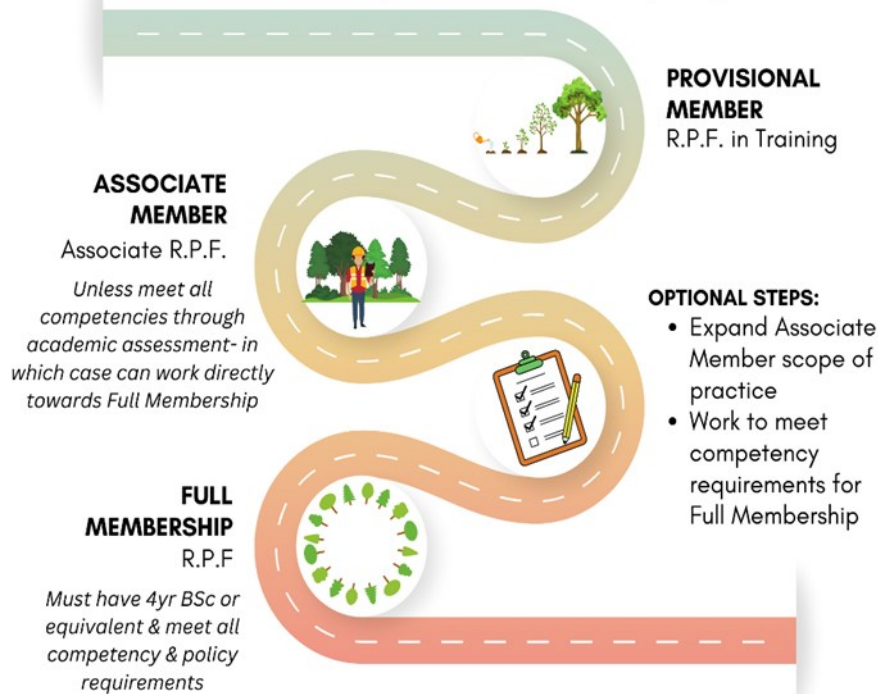 PROVISIONAL
MEMBER
R.P.F. in Training
ASSOCIATE
MEMBER
Associate R.P.F.
Unless meet all
competencies through
academic assessment- in
which case can work directly
towards Full Membership
OPTIONAL STEPS:
• Expand Associate
Member scope of
practice
• Work to meet
competency
requirements for
Full Membership
FULL
MEMBERSHIP
R.P.F
Must have 4yr BSc or
equivalent & meet all
competency & policy
requirements